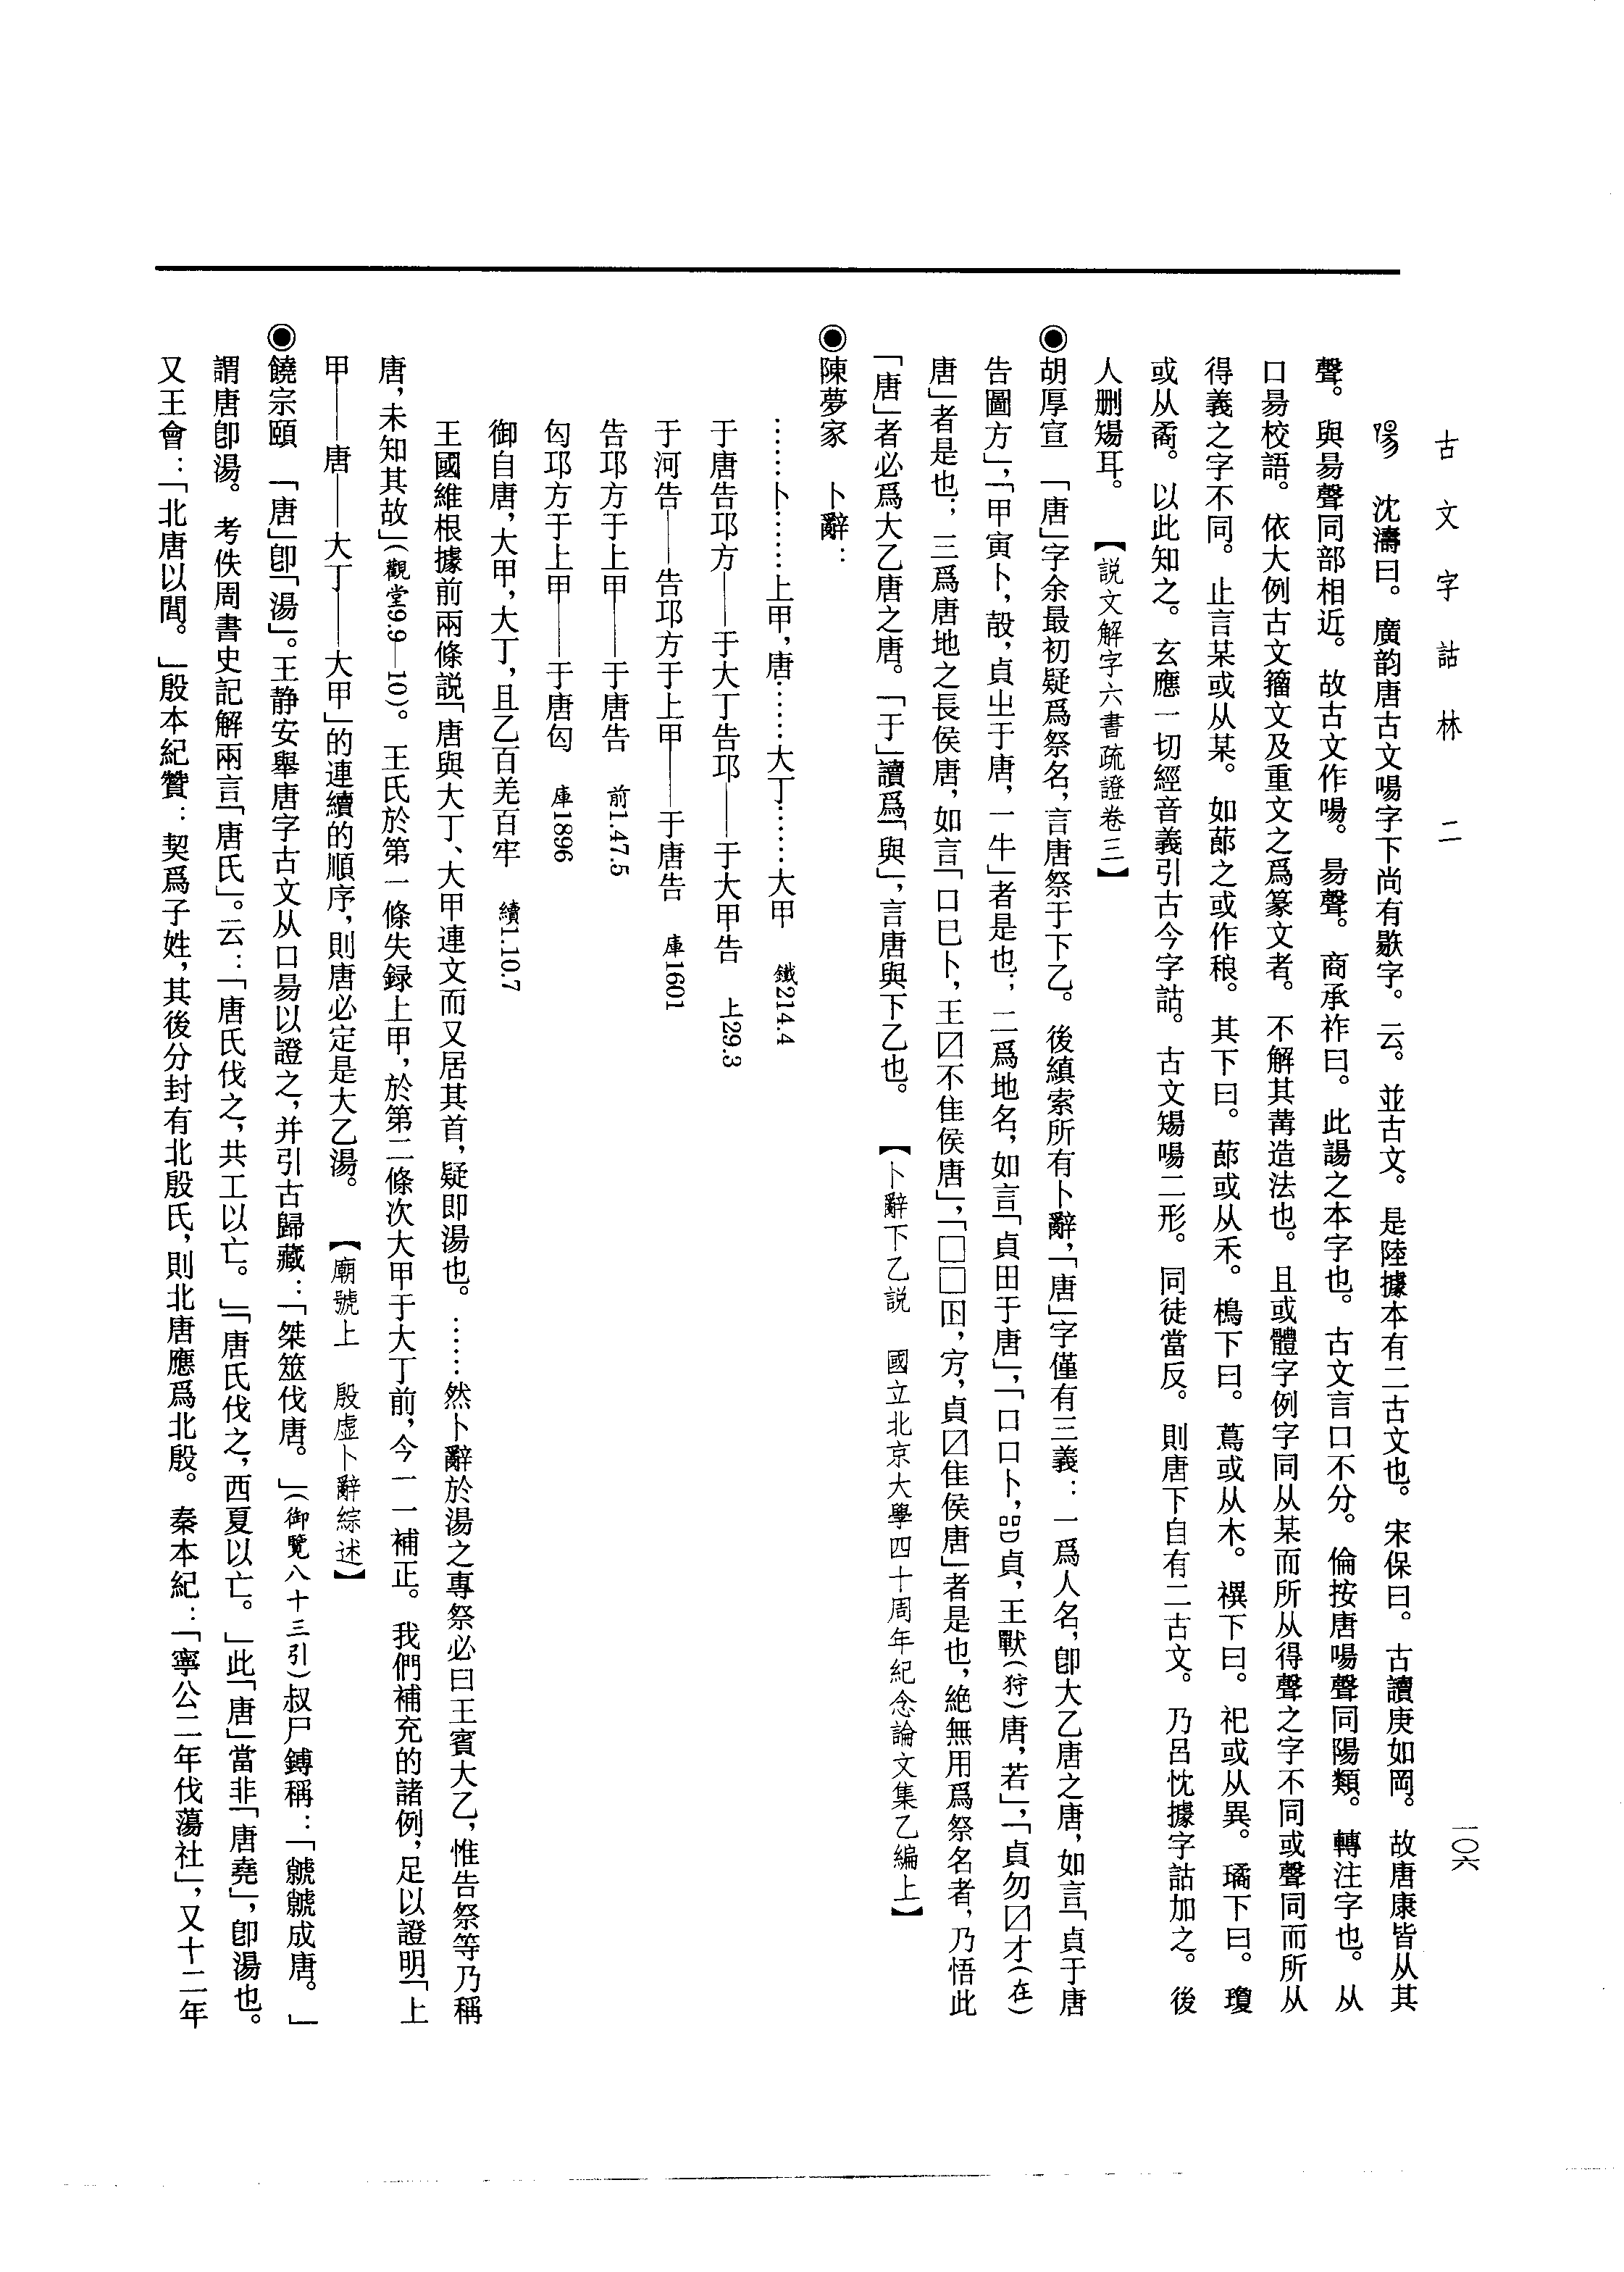 古文字詁林 二
一〇六
沈濤曰。廣韵唐古文啺字下尚有字。云。並古文。是陸據本有二古文也。宋保曰。古讀庚如岡。故唐康皆从其
聲。與昜聲同部相近。故古文作啺。昜聲。商承祚曰。此踼之本字也。古文言口不分。倫按唐啺聲同陽類。轉注字也。从
口昜校語。依大例古文籀文及重文之爲篆文者。不解其冓造法也。且或體字例字同从某而所从得聲之字不同或聲同而所从
得義之字不同。止言某或从某。如蓈之或作稂。其下曰。蓈或从禾。樢下曰。蔦或从木。禩下曰。祀或从異。璚下曰。瓊
或从矞。以此知之。玄應一切經音義引古今字詁。古文啺二形。同徒當反。則唐下自有二古文。乃呂忱據字詁加之。後
人刪耳。【説文解字六書疏證卷三】
◉胡厚宣 「唐」字余最初疑爲祭名,言唐祭于下乙。後縝索所有卜辭,「唐」字僅有三義:一爲人名,卽大乙唐之唐,如言「貞于唐
告圖方」,「甲寅卜,㱿,貞㞢于唐,一牛」者是也;二爲地名,如言「貞田于唐」,「口口卜,貞,王獸(狩)唐,若」,「貞勿〼才(在)
唐」者是也;三爲唐地之長侯唐,如言「口巳卜,王〼不隹侯唐」,「□□囙,㝑,貞〼隹侯唐」者是也,絶無用爲祭名者,乃悟此
「唐」者必爲大乙唐之唐。「于」讀爲「與」,言唐與下乙也。 【卜辭下乙説 國立北京大學四十周年紀念論文集乙編上】
◉陳夢家 卜辭:
……卜……上甲,唐……大丁……大甲 鐵214.4
于唐告邛方——于大丁告邛——于大甲告 上29.3
于河告——告邛方于上甲——于唐告 庫1601
告邛方于上甲——于唐告 前1.47.5
匃邛方于上甲——于唐匃 庫1896
御自唐,大甲,大丁,且乙百羌百牢 續1.10.7
王國維根據前兩條説「唐與大丁、大甲連文而又居其首,疑即湯也。……然卜辭於湯之專祭必曰王賓大乙,惟告祭等乃稱
唐,未知其故」(觀堂9.9—10)。王氏於第一條失録上甲,於第二條次大甲于大丁前,今一一補正。我們補充的諸例,足以證明「上
甲——唐——大丁——大甲」的連續的順序,則唐必定是大乙湯。 【廟號上 殷虛卜辭綜述】
◉饒宗頤 「唐」卽「湯」。王静安舉唐字古文从口昜以證之,并引古歸藏:「桀筮伐唐。」(御覽八十三引)叔尸鎛稱:「虩虩成唐。」
謂唐卽湯。考佚周書史記解兩言「唐氏」。云:「唐氏伐之,共工以亡。」「唐氏伐之,西夏以亡。」此「唐」當非「唐堯」,卽湯也。
又王會:「北唐以閭。」殷本紀贊:契爲子姓,其後分封有北殷氏,則北唐應爲北殷。秦本紀:「寧公二年伐蕩社」,又十二年